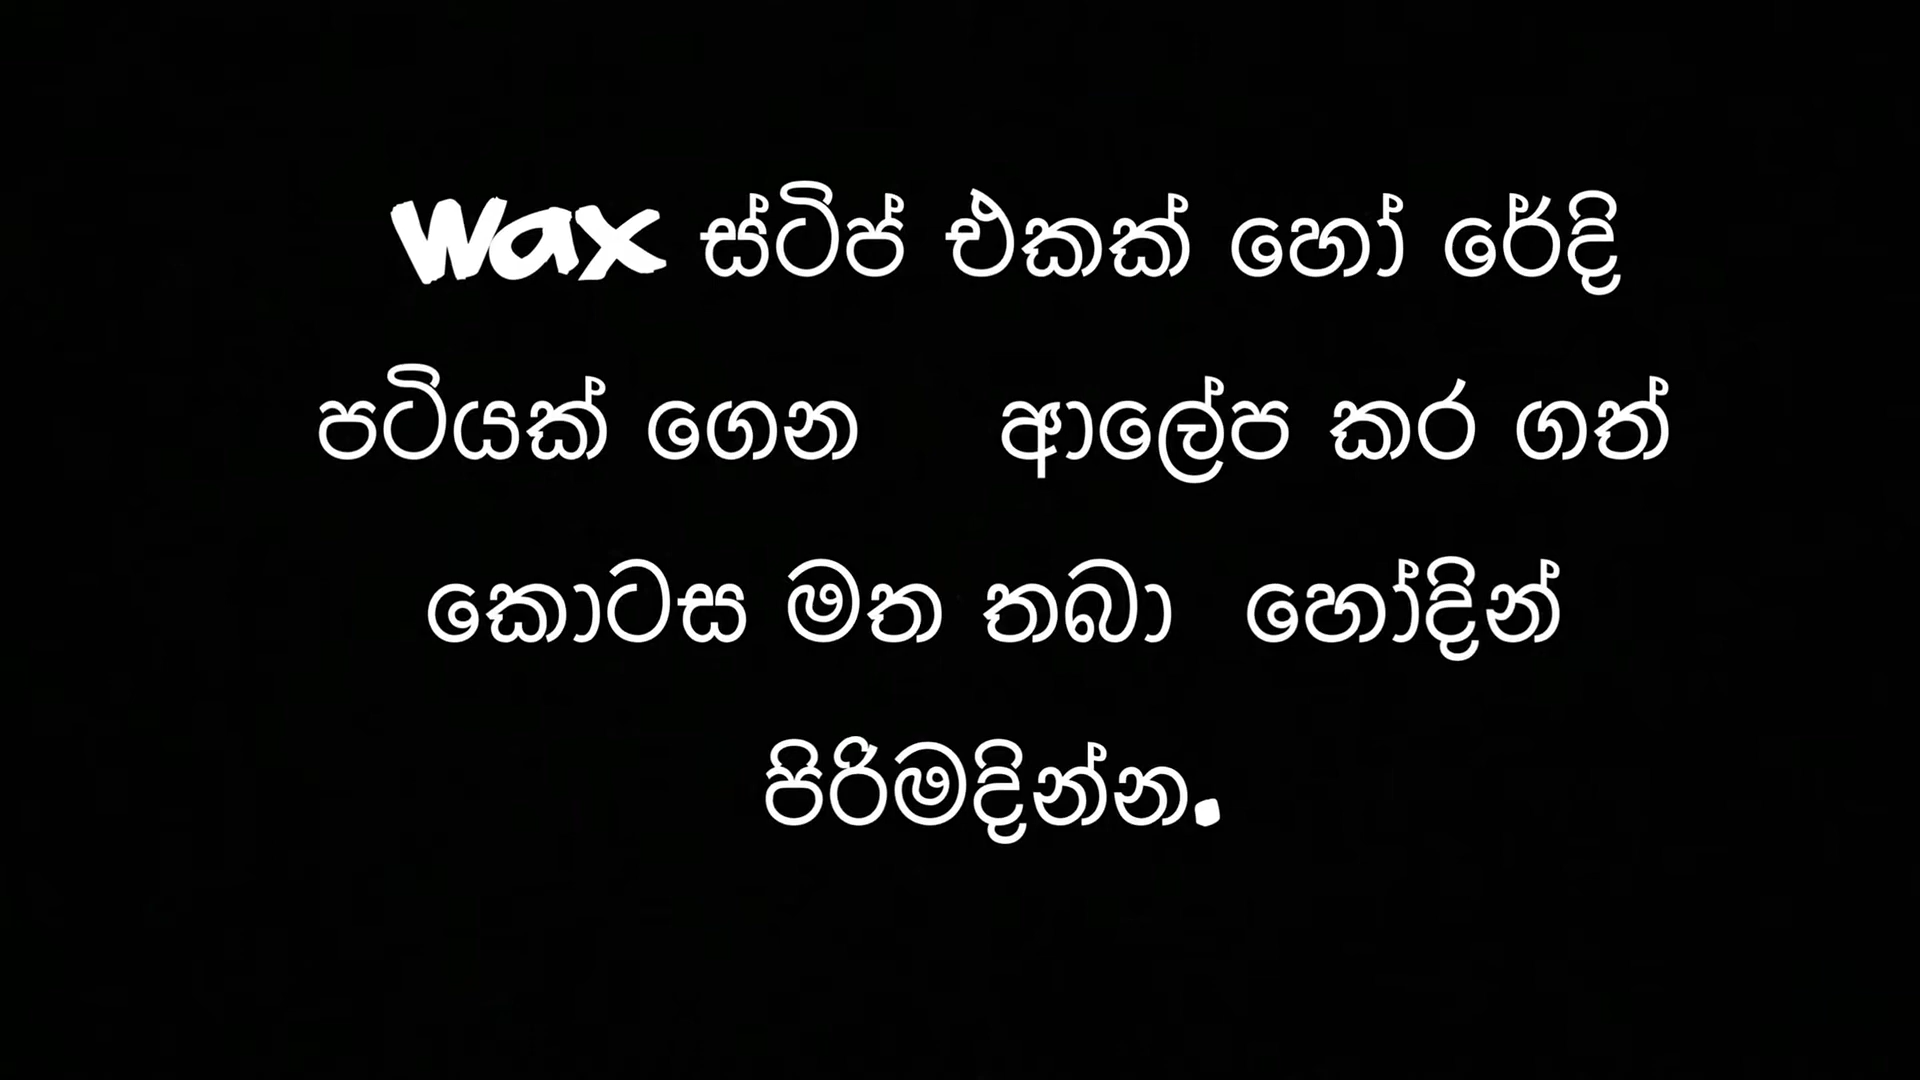 wax ස්ටිප් එකක් හෝ රේදි
පටියක් ගෙන ආලේප කර ගත්
කොටස මත තබා හෝදින්
පිරිමදින්න.